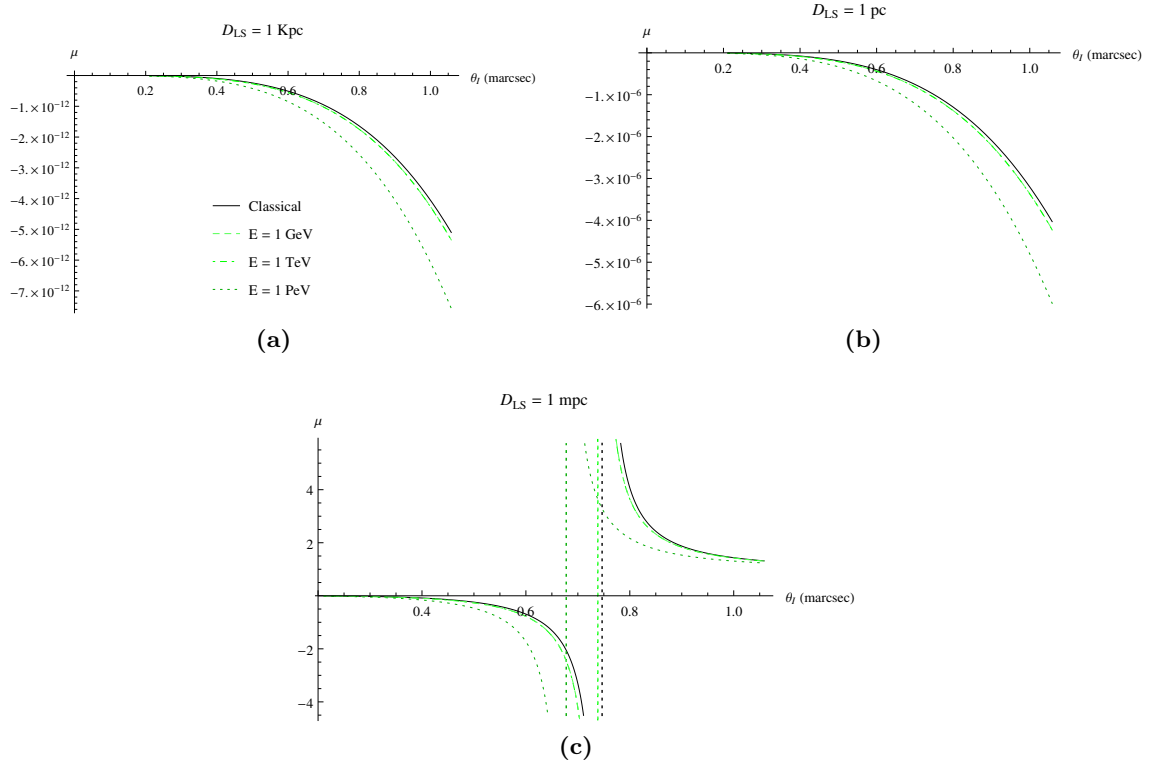 D_LS = 1 Kpc
μ
θ_I (marcsec)
0.2 0.4 0.6 0.8 1.0
−1.×10^−12
−2.×10^−12
−3.×10^−12
−4.×10^−12
−5.×10^−12
−6.×10^−12
−7.×10^−12
Classical
E = 1 GeV
E = 1 TeV
E = 1 PeV
(a)
D_LS = 1 pc
μ
θ_I (marcsec)
0.2 0.4 0.6 0.8 1.0
−1.×10^−6
−2.×10^−6
−3.×10^−6
−4.×10^−6
−5.×10^−6
−6.×10^−6
(b)
D_LS = 1 mpc
μ
4
2
θ_I (marcsec)
0.4 0.6 0.8 1.0
−2
−4
(c)